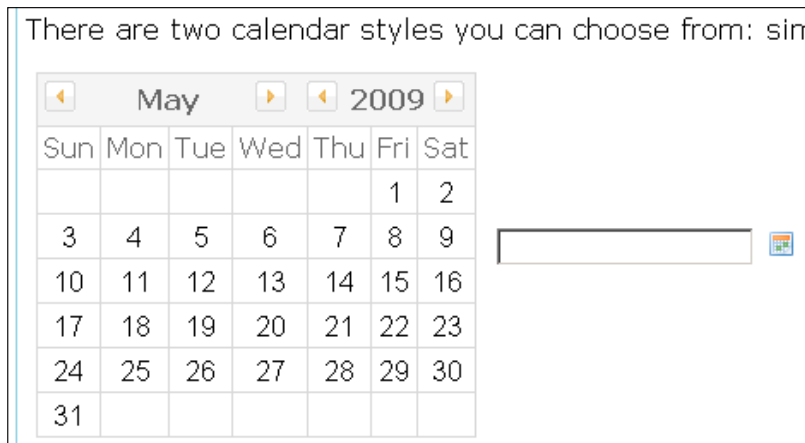 There are two calendar styles you can choose from:
May 2009
Sun Mon Tue Wed Thu Fri Sat
1 2
3 4 5 6 7 8 9
10 11 12 13 14 15 16
17 18 19 20 21 22 23
24 25 26 27 28 29 30
31